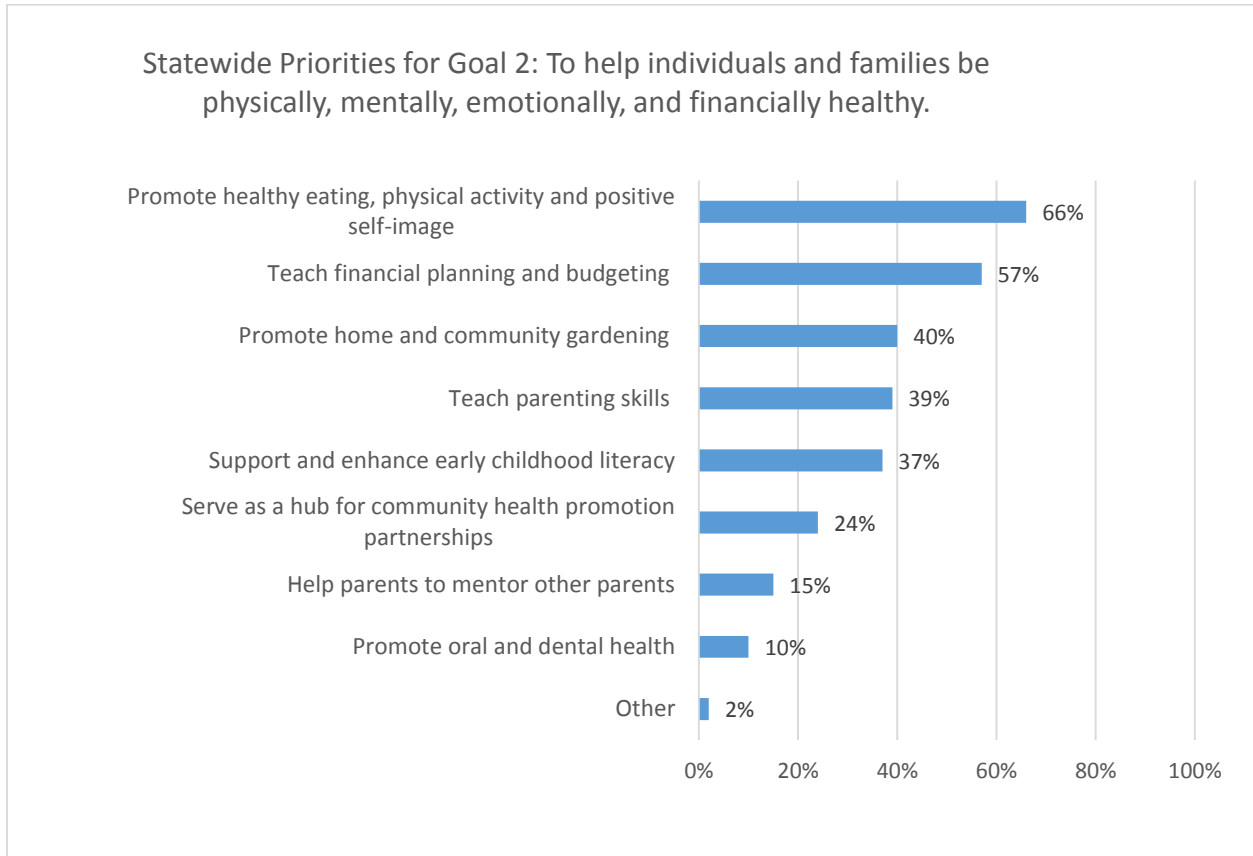 Statewide Priorities for Goal 2: To help individuals and families be
physically, mentally, emotionally, and financially healthy.
Promote healthy eating, physical activity and positive
self-image
66%
Teach financial planning and budgeting
57%
Promote home and community gardening
40%
Teach parenting skills
39%
Support and enhance early childhood literacy
37%
Serve as a hub for community health promotion
partnerships
24%
Help parents to mentor other parents
15%
Promote oral and dental health
10%
Other
2%
0% 20% 40% 60% 80% 100%